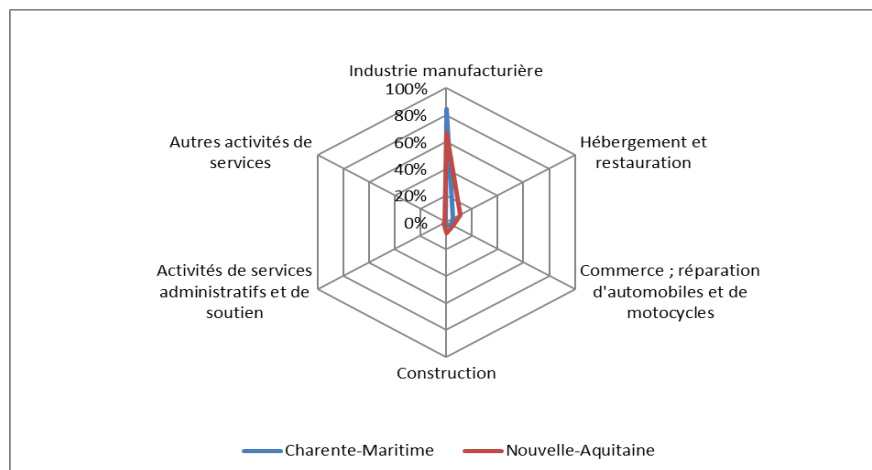 Industrie manufacturière
100%
80%
60%
40%
20%
0%
Hébergement et
restauration
Commerce ; réparation
d'automobiles et de
motocycles
Construction
Activités de services
administratifs et de
soutien
Autres activités de
services
Charente-Maritime
Nouvelle-Aquitaine